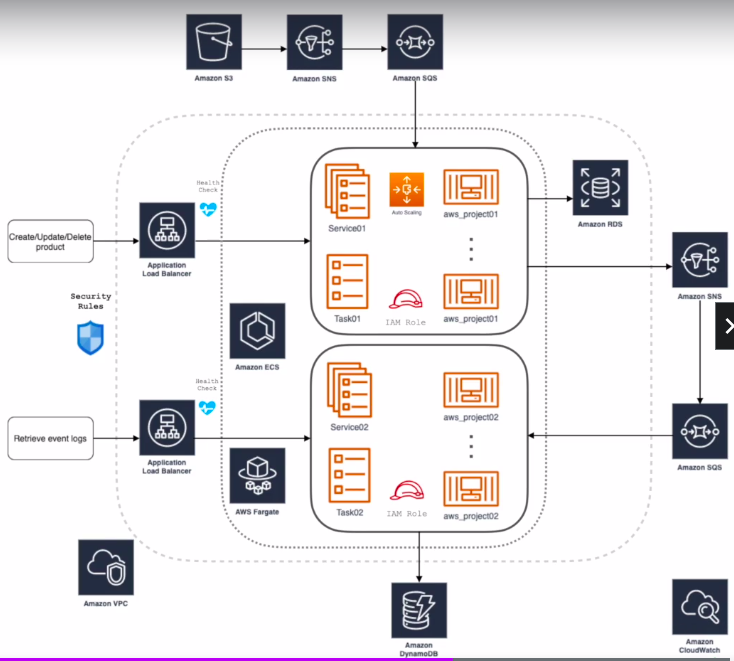 Amazon S3
Amazon SNS
Amazon SQS
Health
Check
Service01
Auto Scaling
aws_project01
Amazon RDS
Create/Update/Delete
product
Application
Load Balancer
Amazon SNS
Security
Rules
Task01
IAM Role
aws_project01
Amazon ECS
Health
Check
Service02
aws_project02
Retrieve event logs
Application
Load Balancer
Amazon SQS
AWS Fargate
Task02
IAM Role
aws_project02
Amazon VPC
Amazon
DynamoDB
Amazon
CloudWatch